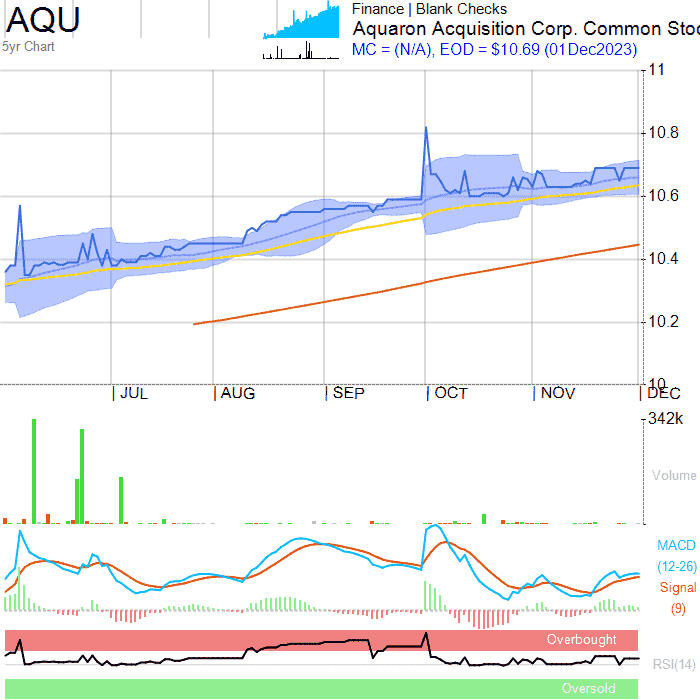 AQU
5yr Chart
Finance | Blank Checks
Aquaron Acquisition Corp. Common Stoc
MC = (N/A), EOD = $10.69 (01Dec2023)
11
10.8
10.6
10.4
10.2
10
JUL AUG SEP OCT NOV DEC
342k
Volume
MACD
(12-26)
Signal
(9)
Overbought
RSI(14)
Oversold